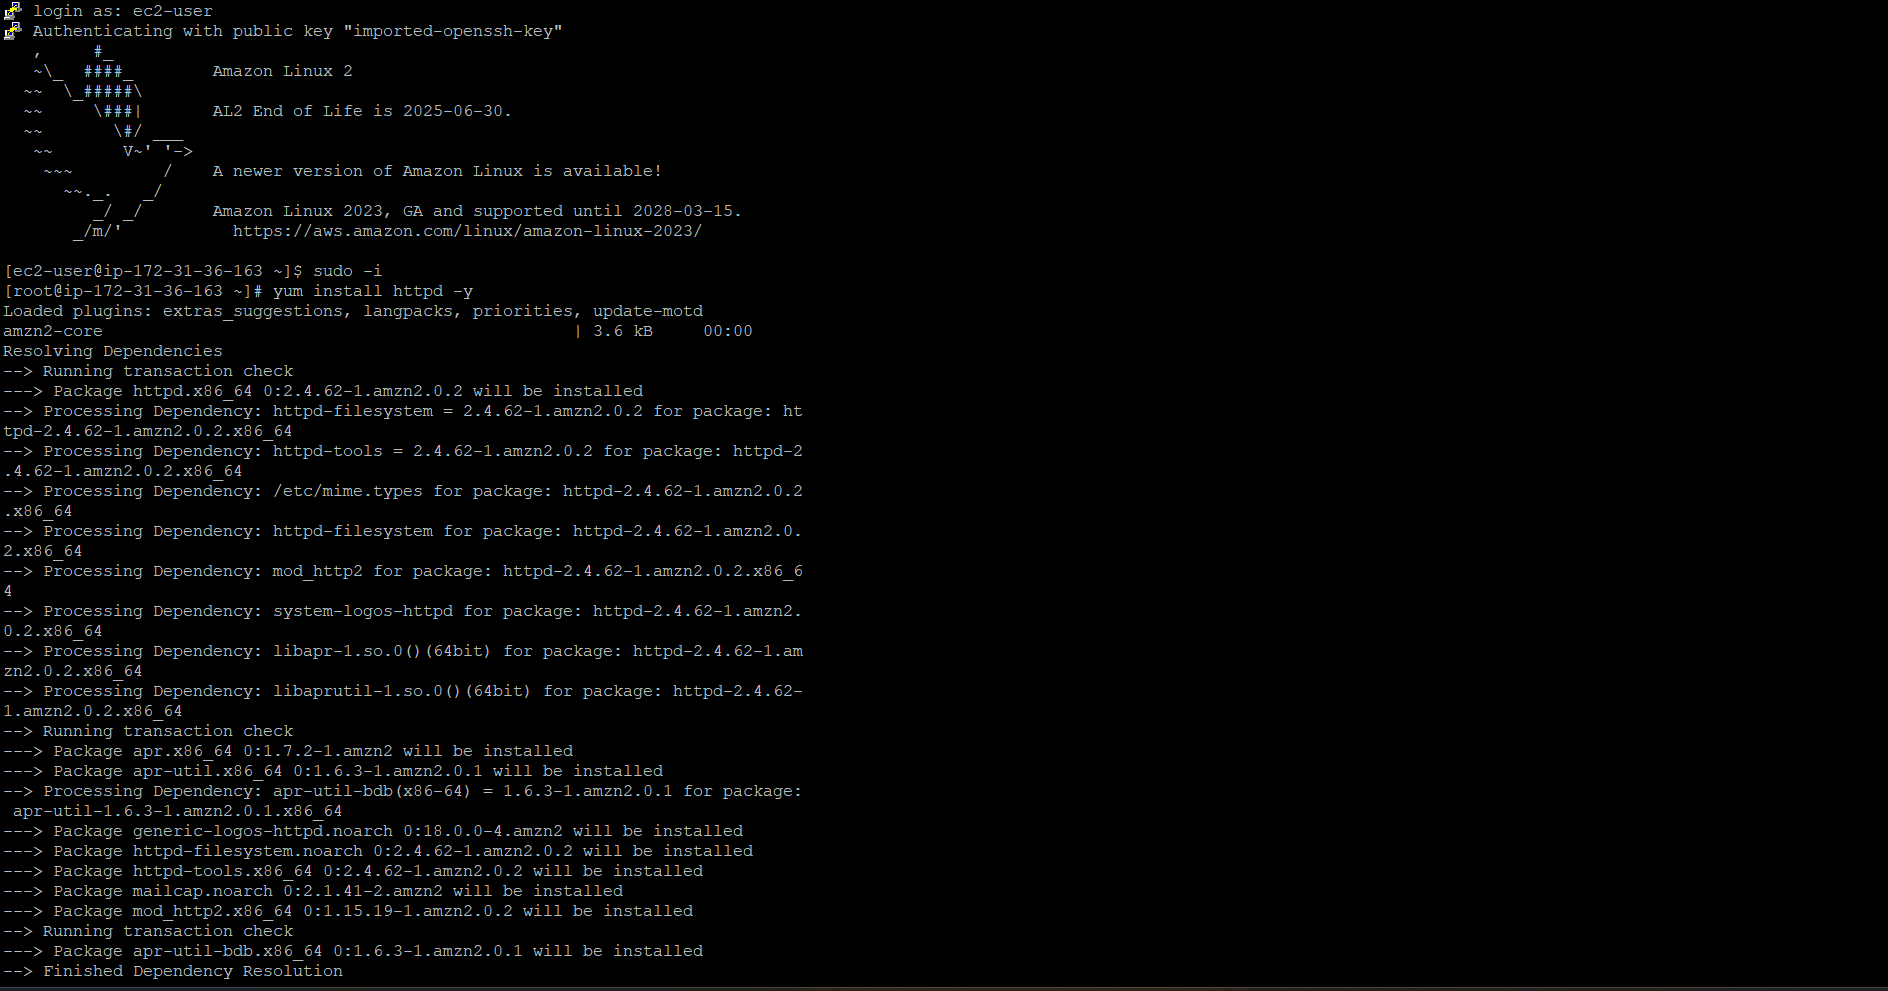 login as: ec2-user
Authenticating with public key "imported-openssh-key"
   ,     #_
   ~\_  ####_        Amazon Linux 2
  ~~  \_#####\
  ~~     \###|       AL2 End of Life is 2025-06-30.
  ~~       \#/ ___
   ~~       V~' '->
    ~~~         /    A newer version of Amazon Linux is available!
      ~~._.   _/
         _/ _/       Amazon Linux 2023, GA and supported until 2028-03-15.
       _/m/'           https://aws.amazon.com/linux/amazon-linux-2023/
[ec2-user@ip-172-31-36-163 ~]$ sudo -i
[root@ip-172-31-36-163 ~]# yum install httpd -y
Loaded plugins: extras_suggestions, langpacks, priorities, update-motd
amzn2-core                                               | 3.6 kB     00:00
Resolving Dependencies
--> Running transaction check
---> Package httpd.x86_64 0:2.4.62-1.amzn2.0.2 will be installed
--> Processing Dependency: httpd-filesystem = 2.4.62-1.amzn2.0.2 for package: ht
tpd-2.4.62-1.amzn2.0.2.x86_64
--> Processing Dependency: httpd-tools = 2.4.62-1.amzn2.0.2 for package: httpd-2
.4.62-1.amzn2.0.2.x86_64
--> Processing Dependency: /etc/mime.types for package: httpd-2.4.62-1.amzn2.0.2
.x86_64
--> Processing Dependency: httpd-filesystem for package: httpd-2.4.62-1.amzn2.0.
2.x86_64
--> Processing Dependency: mod_http2 for package: httpd-2.4.62-1.amzn2.0.2.x86_6
4
--> Processing Dependency: system-logos-httpd for package: httpd-2.4.62-1.amzn2.
0.2.x86_64
--> Processing Dependency: libapr-1.so.0()(64bit) for package: httpd-2.4.62-1.am
zn2.0.2.x86_64
--> Processing Dependency: libaprutil-1.so.0()(64bit) for package: httpd-2.4.62-
1.amzn2.0.2.x86_64
--> Running transaction check
---> Package apr.x86_64 0:1.7.2-1.amzn2 will be installed
---> Package apr-util.x86_64 0:1.6.3-1.amzn2.0.1 will be installed
--> Processing Dependency: apr-util-bdb(x86-64) = 1.6.3-1.amzn2.0.1 for package:
 apr-util-1.6.3-1.amzn2.0.1.x86_64
---> Package generic-logos-httpd.noarch 0:18.0.0-4.amzn2 will be installed
---> Package httpd-filesystem.noarch 0:2.4.62-1.amzn2.0.2 will be installed
---> Package httpd-tools.x86_64 0:2.4.62-1.amzn2.0.2 will be installed
---> Package mailcap.noarch 0:2.1.41-2.amzn2 will be installed
---> Package mod_http2.x86_64 0:1.15.19-1.amzn2.0.2 will be installed
--> Running transaction check
---> Package apr-util-bdb.x86_64 0:1.6.3-1.amzn2.0.1 will be installed
--> Finished Dependency Resolution